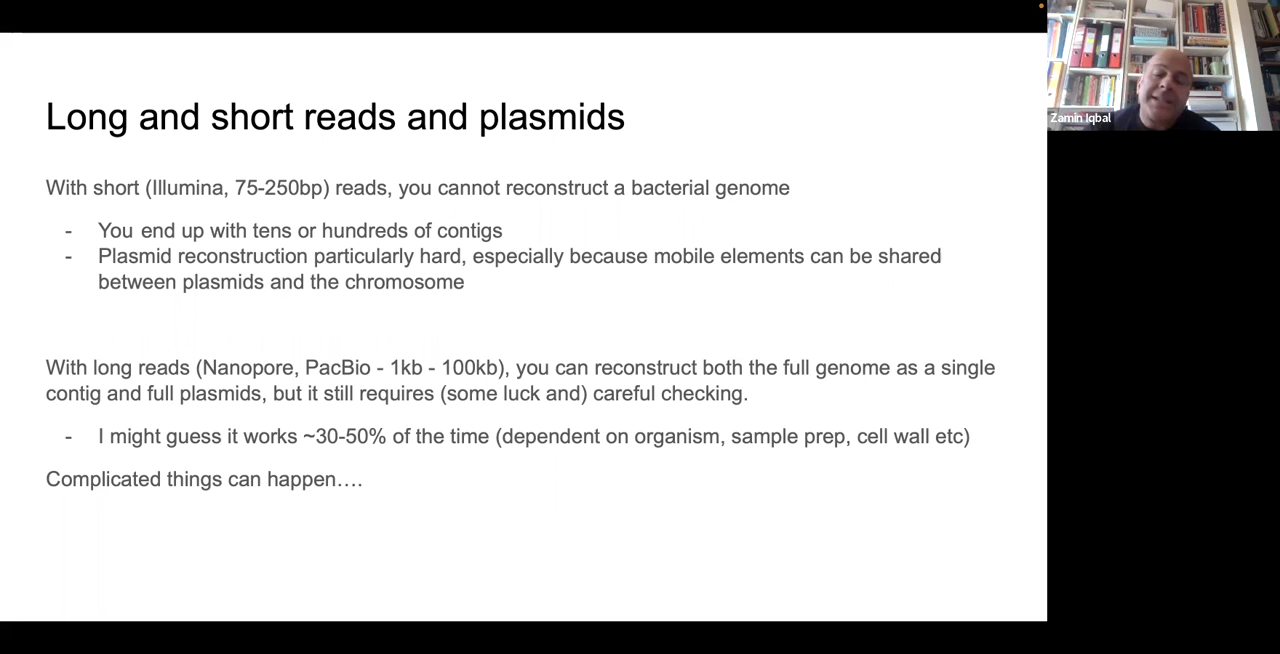 Long and short reads and plasmids
With short (Illumina, 75-250bp) reads, you cannot reconstruct a bacterial genome
- You end up with tens or hundreds of contigs
- Plasmid reconstruction particularly hard, especially because mobile elements can be shared
between plasmids and the chromosome
With long reads (Nanopore, PacBio - 1kb - 100kb), you can reconstruct both the full genome as a single
contig and full plasmids, but it still requires (some luck and) careful checking.
- I might guess it works ~30-50% of the time (dependent on organism, sample prep, cell wall etc)
Complicated things can happen….
Zamin Iqbal